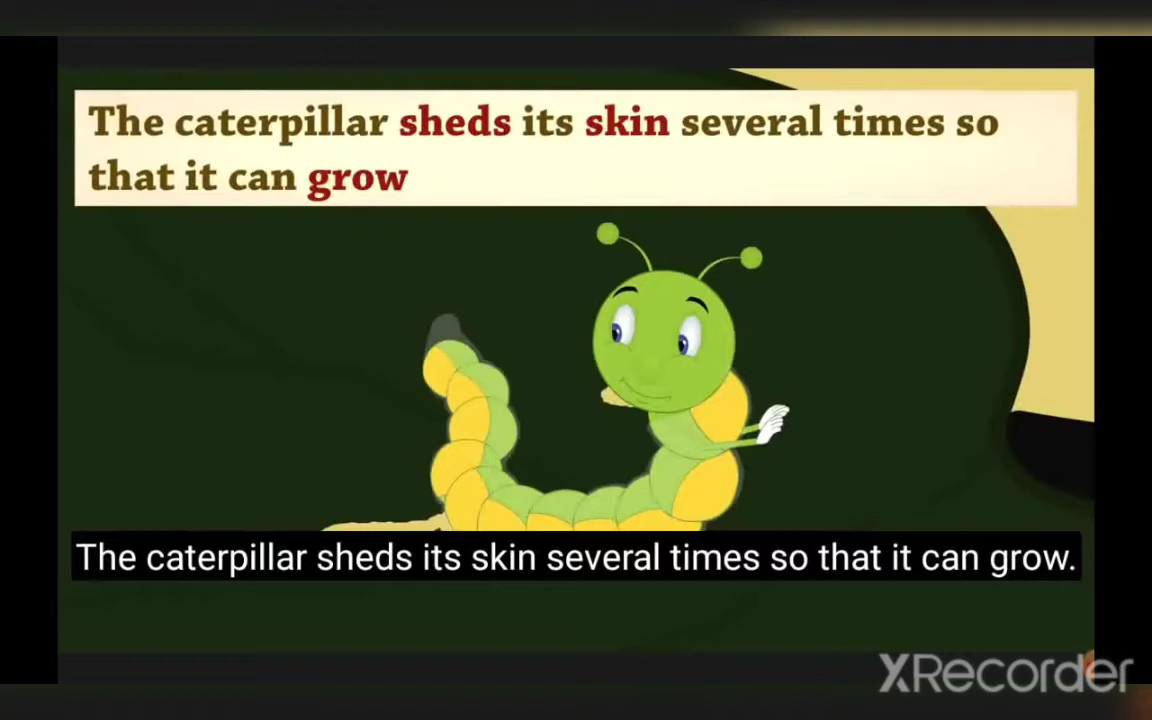 The caterpillar sheds its skin several times so
that it can grow
The caterpillar sheds its skin several times so that it can grow.
XRecorder